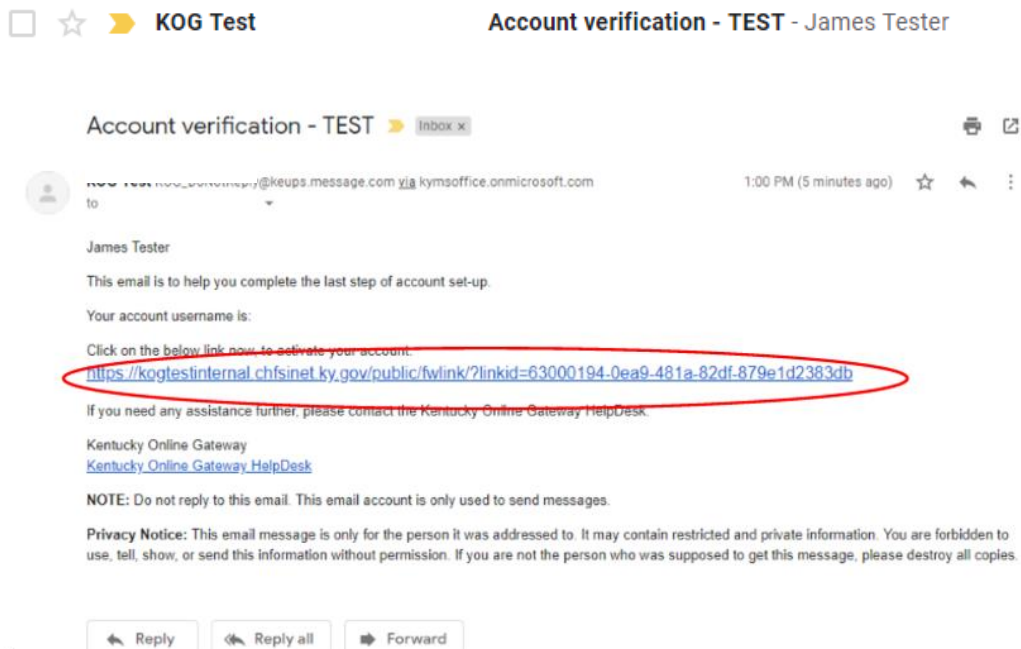 KOG Test Account verification - TEST - James Tester
Account verification - TEST Inbox x
KOG Test KOG_DoNotReply@keups.message.com via kymsoffice.onmicrosoft.com 1:00 PM (5 minutes ago)
to
James Tester
This email is to help you complete the last step of account set-up.
Your account username is:
Click on the below link now, to activate your account.
https://kogtestinternal.chfsinet.ky.gov/public/fwlink/?linkid=63000194-0ea9-481a-82df-879e1d2383db
If you need any assistance further, please contact the Kentucky Online Gateway HelpDesk.
Kentucky Online Gateway
Kentucky Online Gateway HelpDesk
NOTE: Do not reply to this email. This email account is only used to send messages.
Privacy Notice: This email message is only for the person it was addressed to. It may contain restricted and private information. You are forbidden to
use, tell, show, or send this information without permission. If you are not the person who was supposed to get this message, please destroy all copies.
Reply Reply all Forward